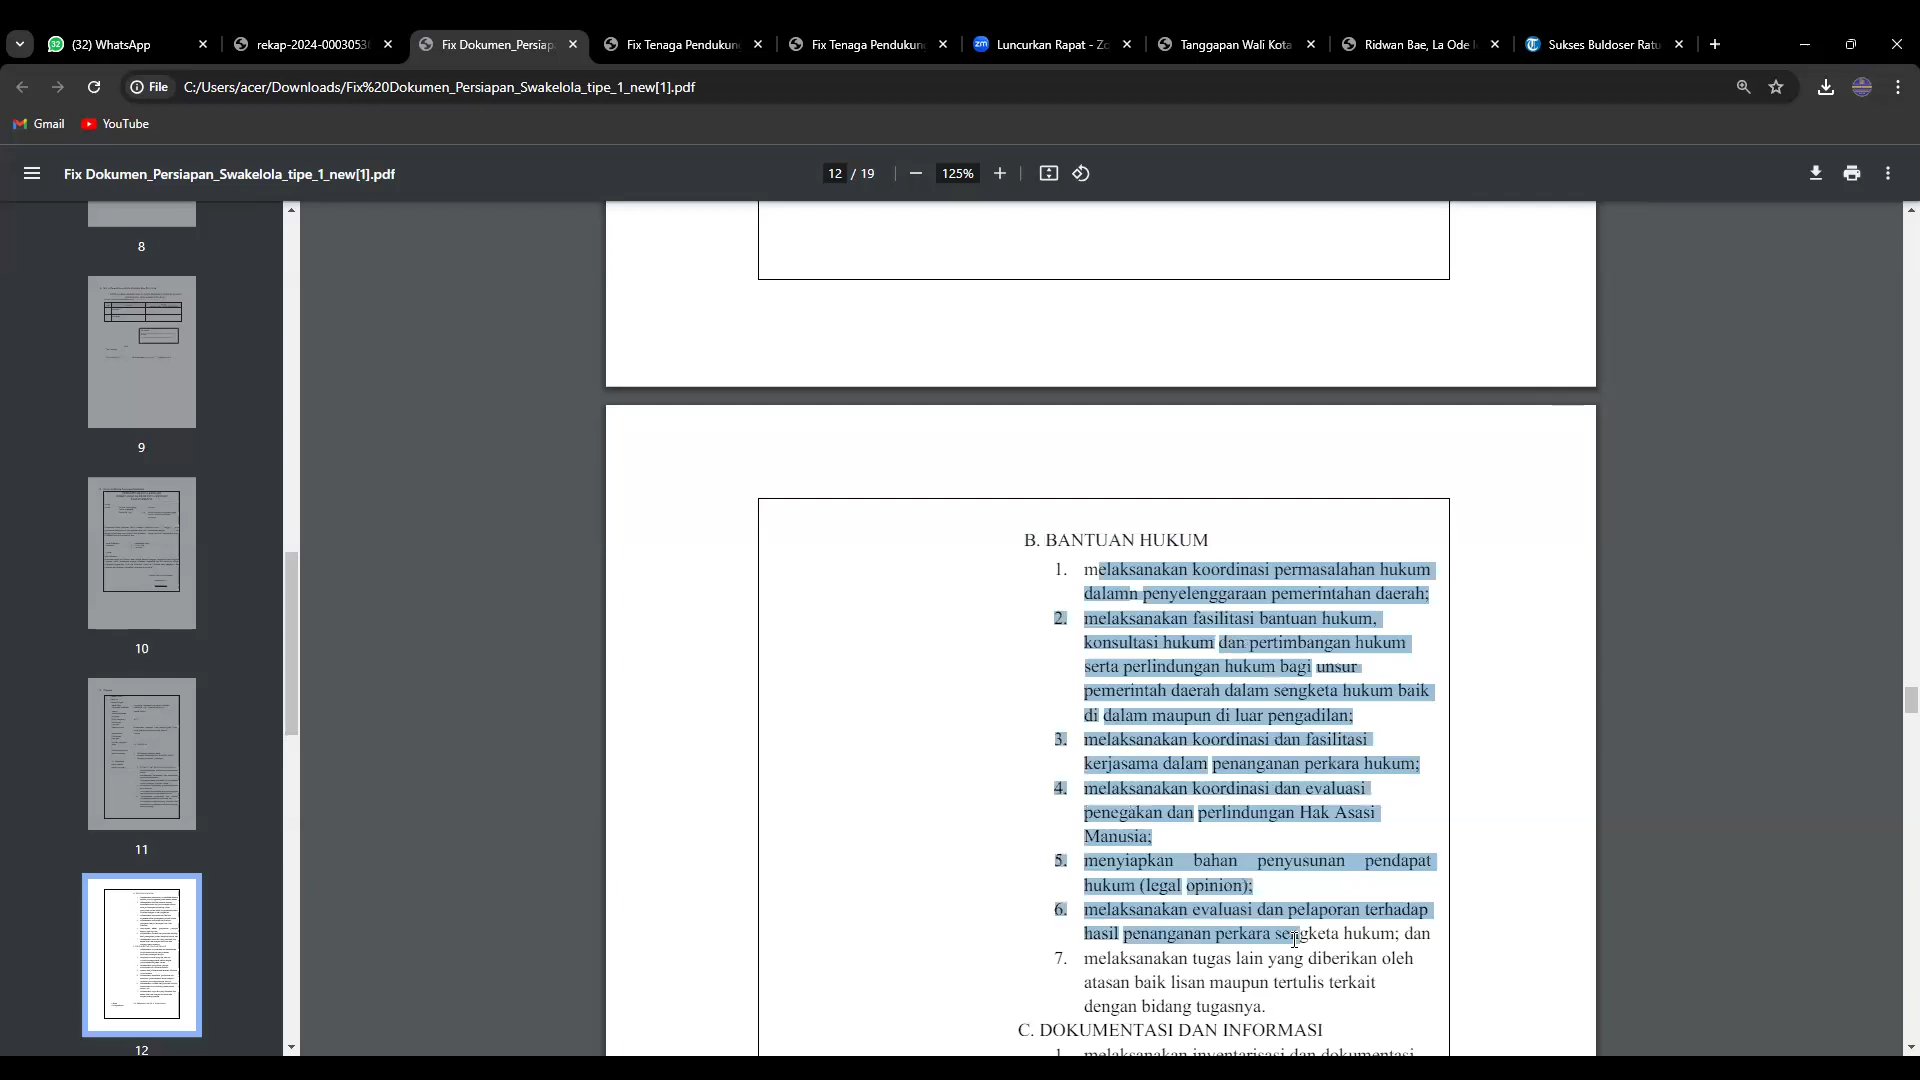 (32) WhatsApp
rekap-2024-00030530
Fix Dokumen_Persiap
Fix Tenaga Pendukun
Fix Tenaga Pendukun
Luncurkan Rapat - Zo
Tanggapan Wali Kota
Ridwan Bae, La Ode
Sukses Buldoser Ratu
File
C:/Users/acer/Downloads/Fix%20Dokumen_Persiapan_Swakelola_tipe_1_new[1].pdf
Gmail
YouTube
Fix Dokumen_Persiapan_Swakelola_tipe_1_new[1].pdf
12 / 19
125%
8
9
10
11
12
B. BANTUAN HUKUM
1. melaksanakan koordinasi permasalahan hukum
dalamn penyelenggaraan pemerintahan daerah;
2. melaksanakan fasilitasi bantuan hukum,
konsultasi hukum dan pertimbangan hukum
serta perlindungan hukum bagi unsur
pemerintah daerah dalam sengketa hukum baik
di dalam maupun di luar pengadilan;
3. melaksanakan koordinasi dan fasilitasi
kerjasama dalam penanganan perkara hukum;
4. melaksanakan koordinasi dan evaluasi
penegakan dan perlindungan Hak Asasi
Manusia;
5. menyiapkan bahan penyusunan pendapat
hukum (legal opinion);
6. melaksanakan evaluasi dan pelaporan terhadap
hasil penanganan perkara sengketa hukum; dan
7. melaksanakan tugas lain yang diberikan oleh
atasan baik lisan maupun tertulis terkait
dengan bidang tugasnya.
C. DOKUMENTASI DAN INFORMASI
1. melaksanakan inventarisasi dan dokumentasi